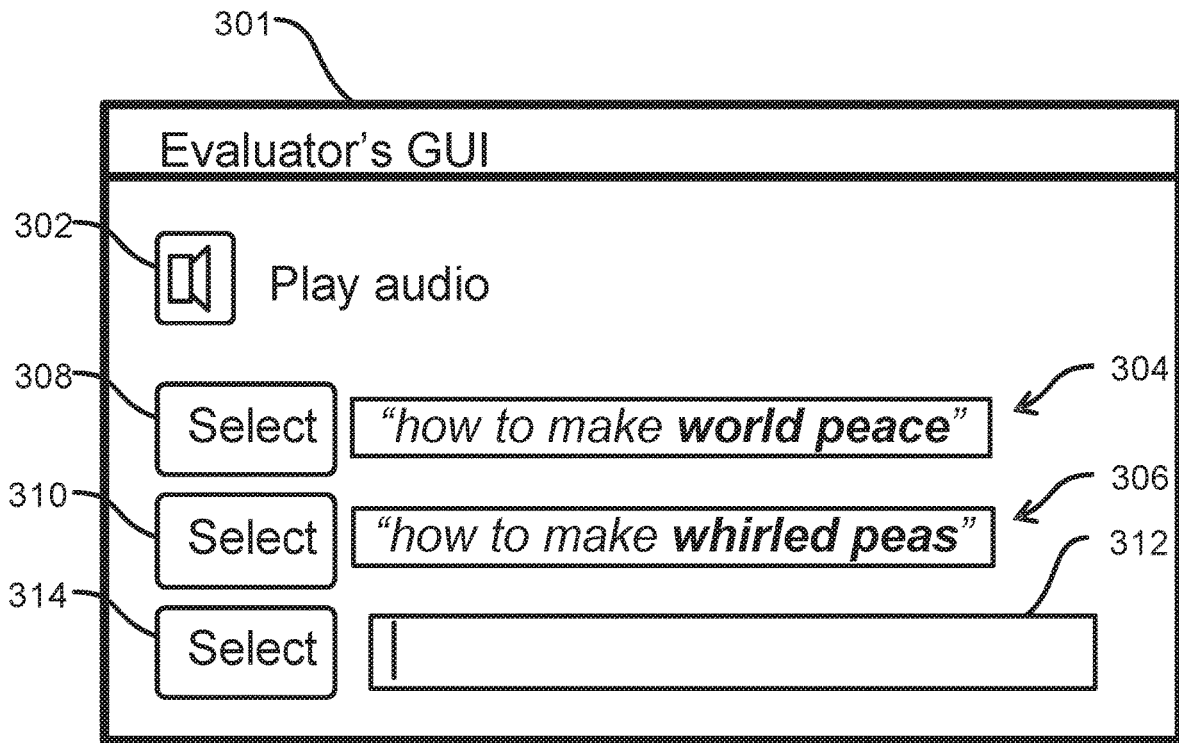 301
Evaluator's GUI
302
Play audio
304
308
Select
“how to make world peace”
306
310
Select
“how to make whirled peas”
312
314
Select